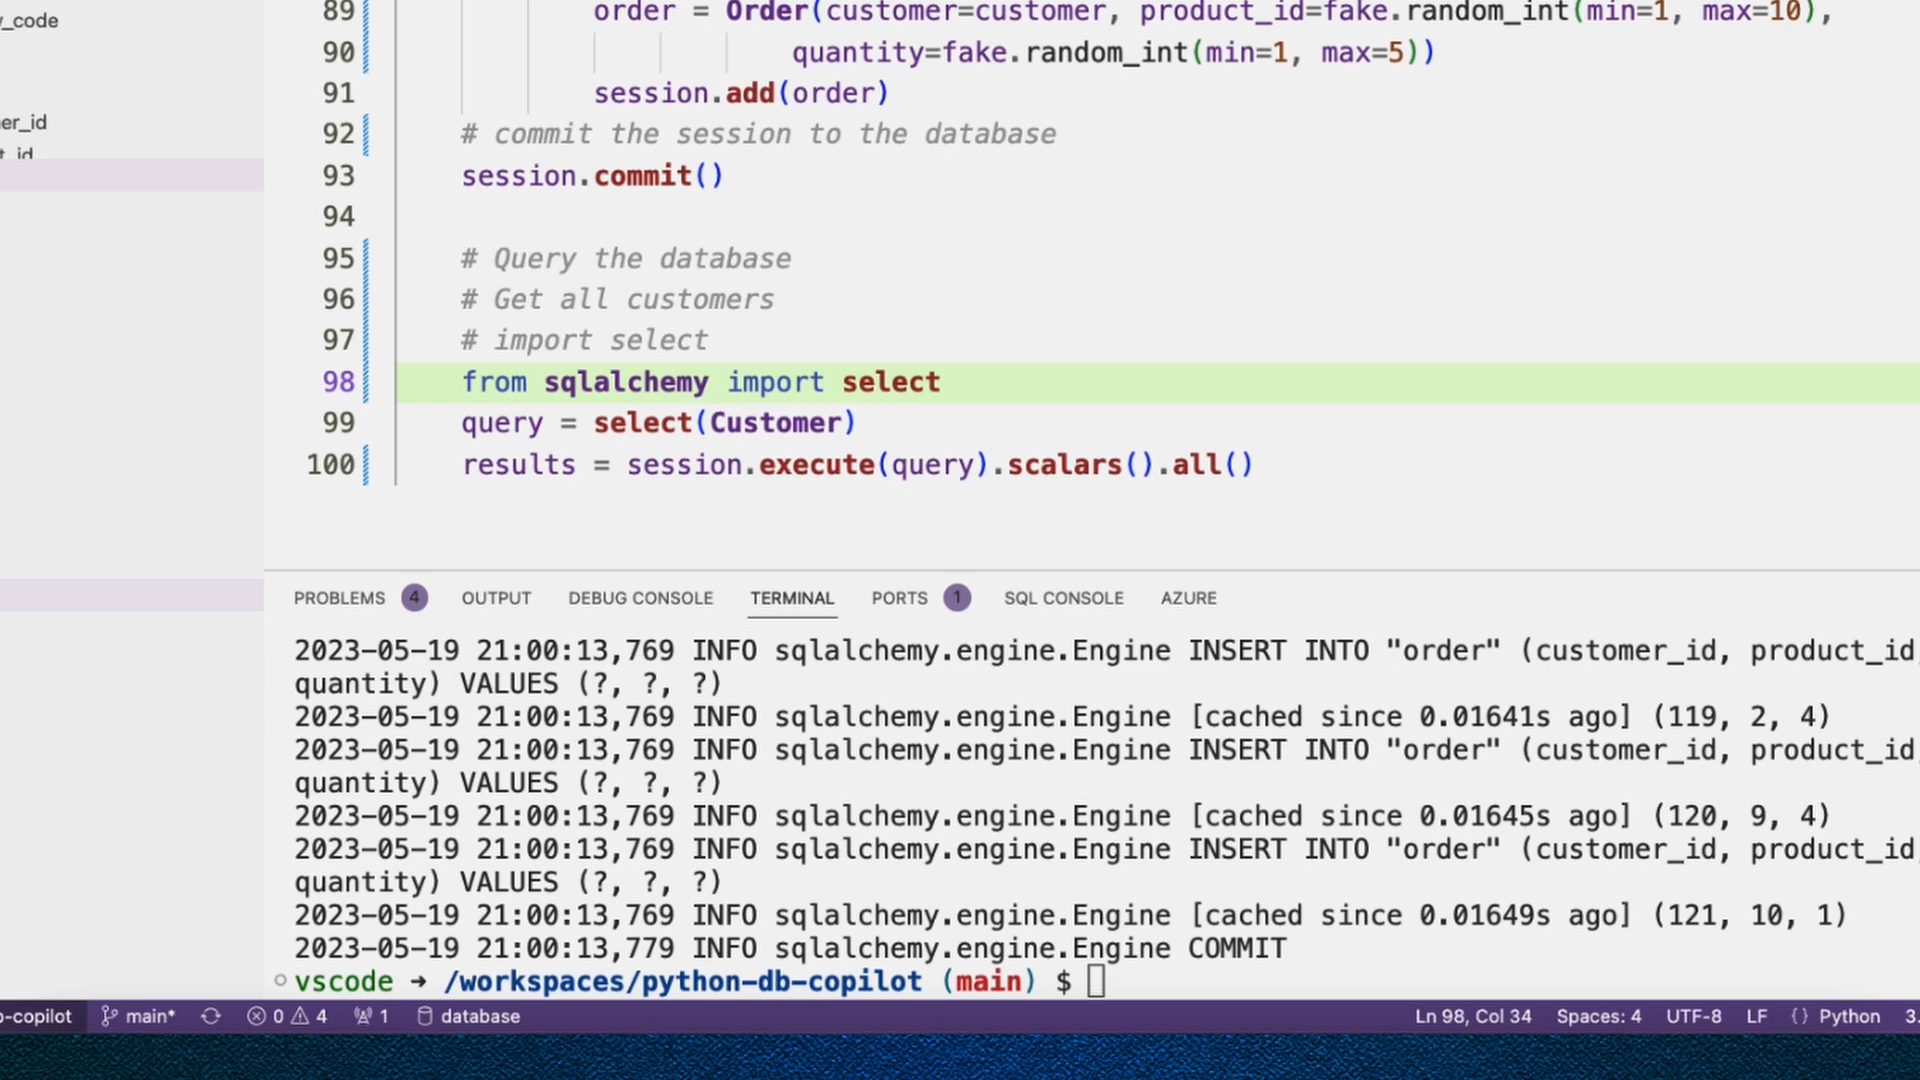 y_code
er_id
t_id
89 order = Order(customer=customer, product_id=fake.random_int(min=1, max=10),
90 quantity=fake.random_int(min=1, max=5))
91 session.add(order)
92 # commit the session to the database
93 session.commit()
94
95 # Query the database
96 # Get all customers
97 # import select
98 from sqlalchemy import select
99 query = select(Customer)
100 results = session.execute(query).scalars().all()
PROBLEMS 4 OUTPUT DEBUG CONSOLE TERMINAL PORTS 1 SQL CONSOLE AZURE
2023-05-19 21:00:13,769 INFO sqlalchemy.engine.Engine INSERT INTO "order" (customer_id, product_id,
quantity) VALUES (?, ?, ?)
2023-05-19 21:00:13,769 INFO sqlalchemy.engine.Engine [cached since 0.01641s ago] (119, 2, 4)
2023-05-19 21:00:13,769 INFO sqlalchemy.engine.Engine INSERT INTO "order" (customer_id, product_id,
quantity) VALUES (?, ?, ?)
2023-05-19 21:00:13,769 INFO sqlalchemy.engine.Engine [cached since 0.01645s ago] (120, 9, 4)
2023-05-19 21:00:13,769 INFO sqlalchemy.engine.Engine INSERT INTO "order" (customer_id, product_id,
quantity) VALUES (?, ?, ?)
2023-05-19 21:00:13,769 INFO sqlalchemy.engine.Engine [cached since 0.01649s ago] (121, 10, 1)
2023-05-19 21:00:13,779 INFO sqlalchemy.engine.Engine COMMIT
vscode → /workspaces/python-db-copilot (main) $
-copilot main* 0 4 1 database Ln 98, Col 34 Spaces: 4 UTF-8 LF {} Python 3.